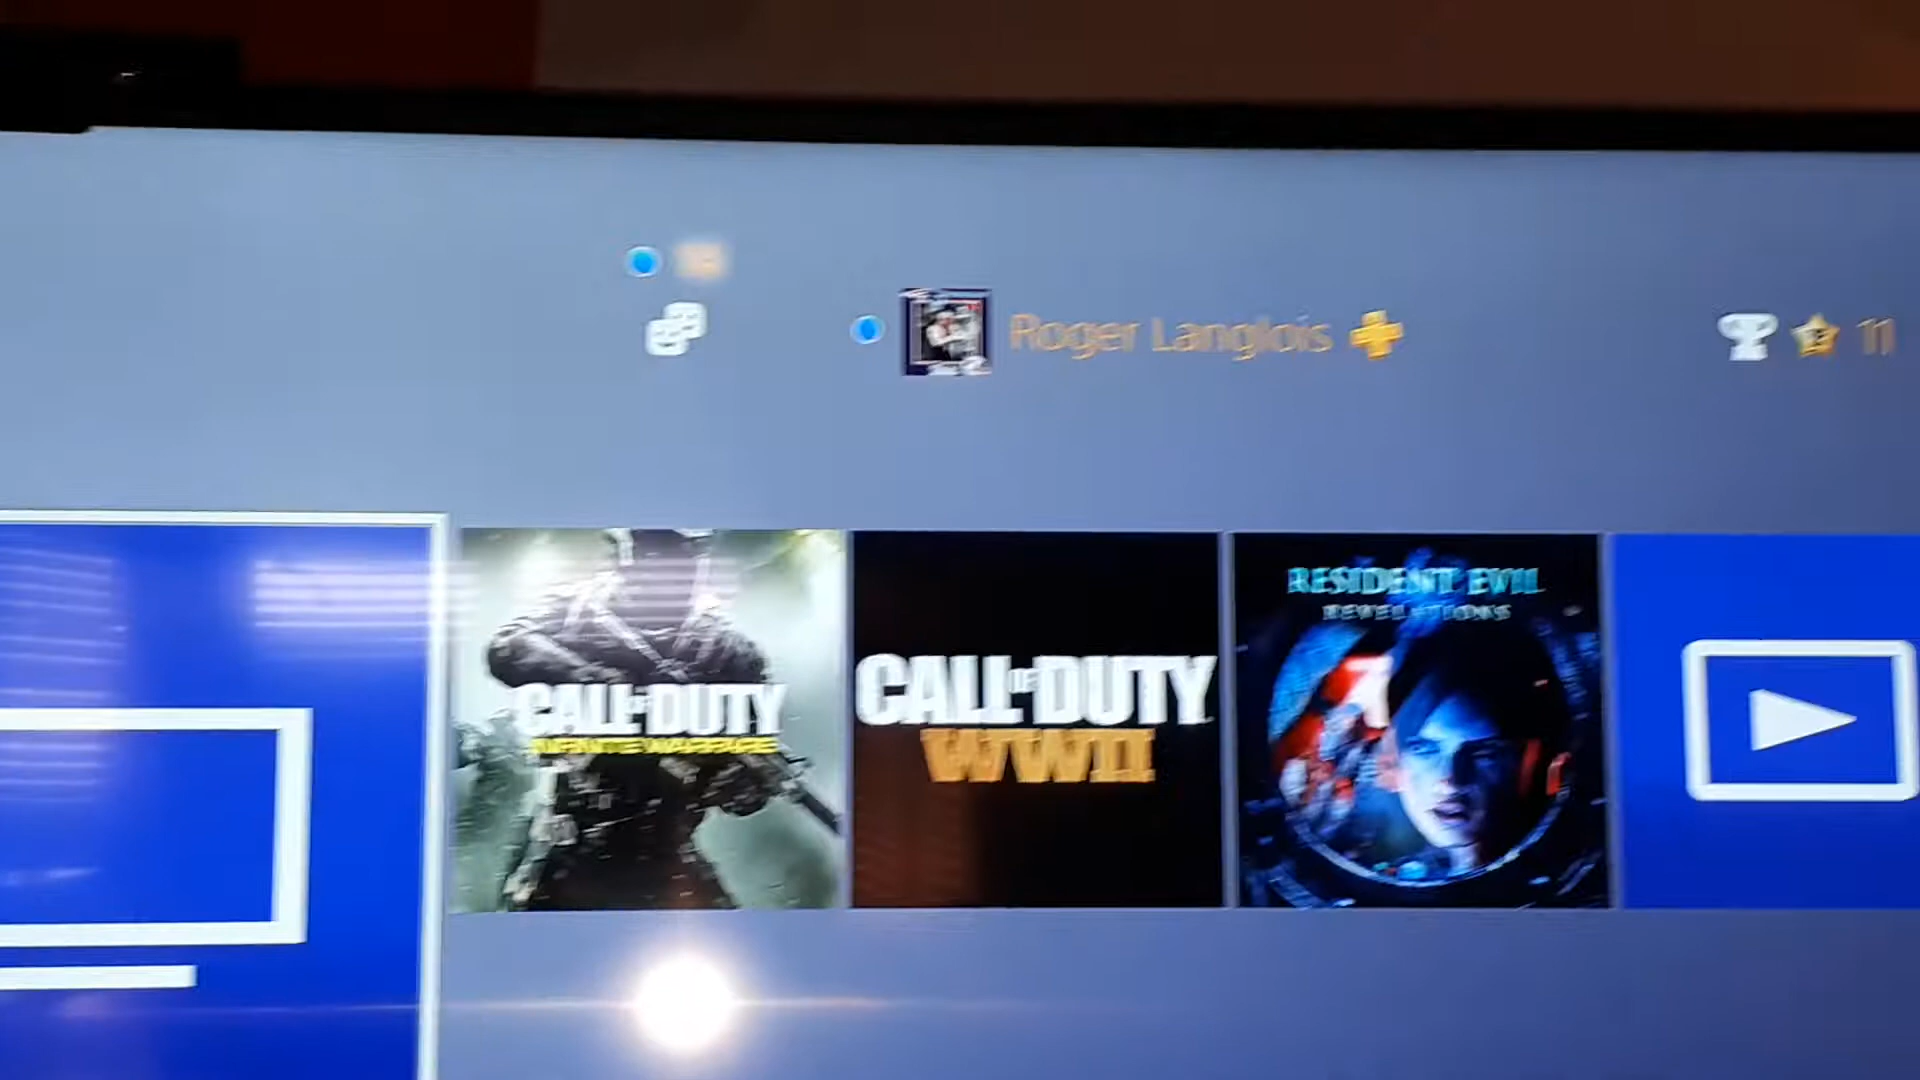 Roger Langlois
11
CALL OF DUTY
INFINITE WARFARE
CALL OF DUTY
WWII
RESIDENT EVIL
REVELATIONS